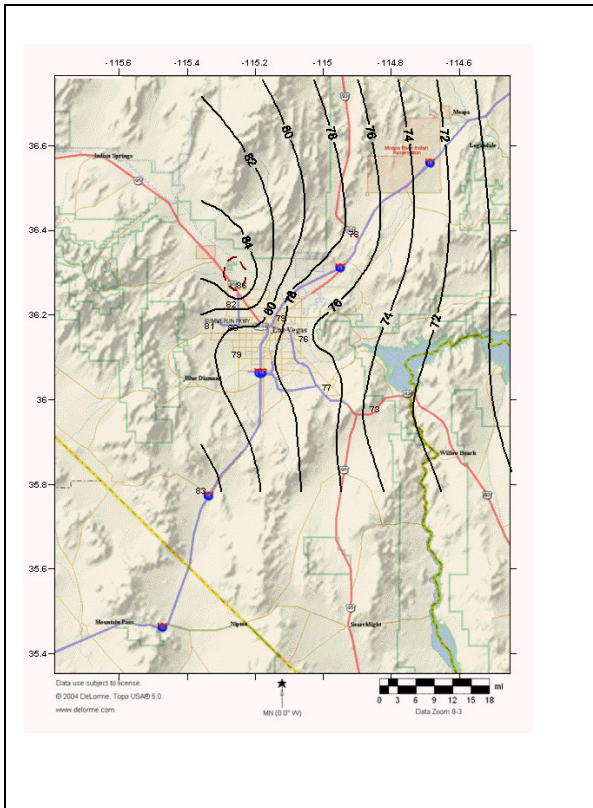 -115.6 -115.4 -115.2 -115 -114.8 -114.6
36.6
36.4
36.2
36
35.8
35.6
35.4
80
78
76
74
72
82
84
86
78
82
80
78
76
81
SUMMERLIN PKWY
79
76
79
74
72
77
73
83
Moapa
Logandale
Moapa River Indian
Reservation
Indian Springs
Las Vegas
Blue Diamond
Willow Beach
Mountain Pass
Nipton
Searchlight
Data use subject to license.
© 2004 DeLorme. Topo USA® 5.0.
www.delorme.com
MN (0.0° W)
mi
0 3 6 9 12 15 18
Data Zoom 8-3